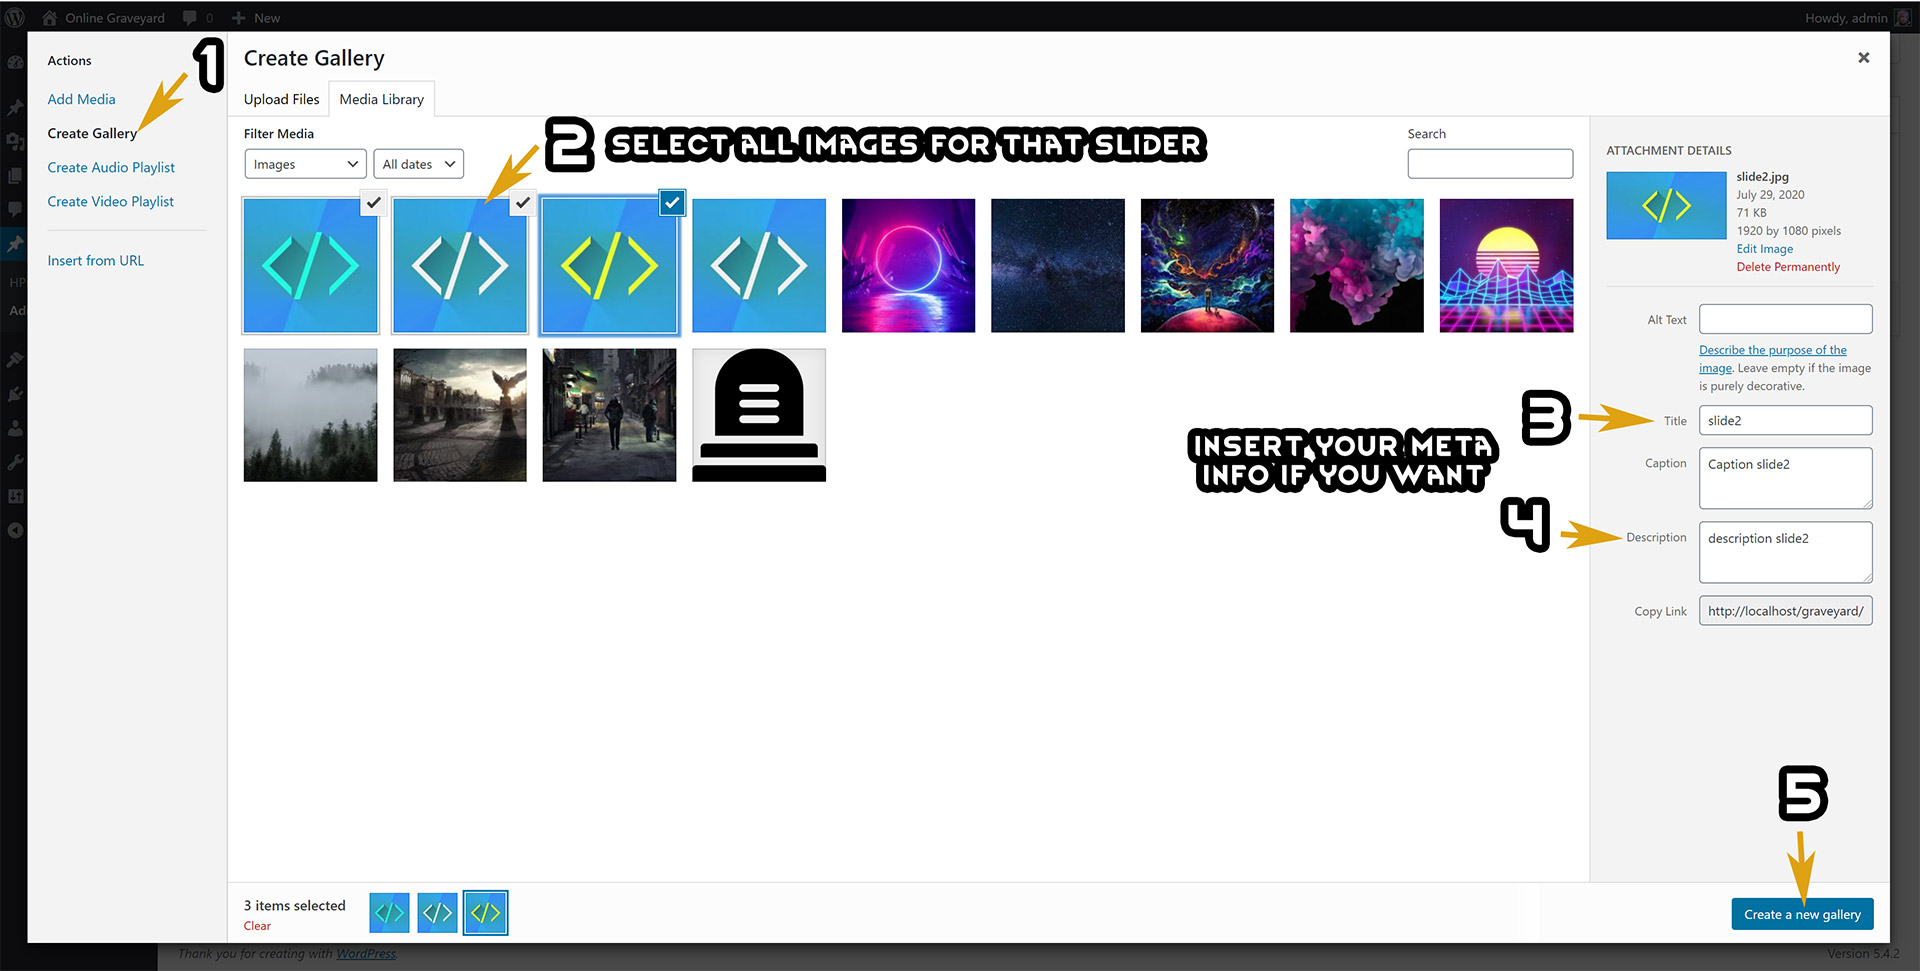 Online Graveyard
0
New
Howdy, admin
1
Actions
Add Media
Create Gallery
Create Audio Playlist
Create Video Playlist
Insert from URL
HP
Ad
Create Gallery
Upload Files
Media Library
Filter Media
Images
All dates
2 SELECT ALL IMAGES FOR THAT SLIDER
Search
ATTACHMENT DETAILS
slide2.jpg
July 29, 2020
71 KB
1920 by 1080 pixels
Edit Image
Delete Permanently
Alt Text
Describe the purpose of the
image. Leave empty if the image
is purely decorative.
3
Title slide2
INSERT YOUR META
INFO IF YOU WANT
Caption Caption slide2
4
Description description slide2
Copy Link http://localhost/graveyard/
5
3 items selected
Clear
Create a new gallery
Thank you for creating with WordPress.
Version 5.4.2